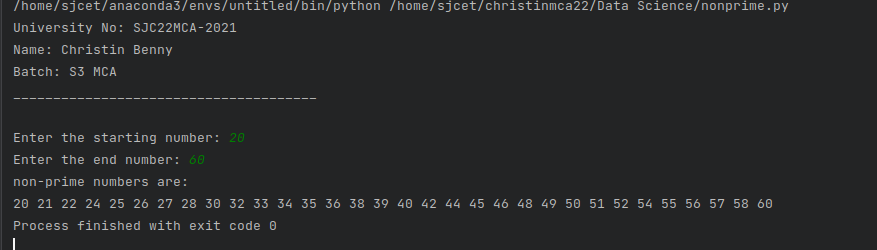 /home/sjcet/anaconda3/envs/untitled/bin/python /home/sjcet/christinmca22/Data Science/nonprime.py
University No: SJC22MCA-2021
Name: Christin Benny
Batch: S3 MCA
______________________________________
Enter the starting number: 20
Enter the end number: 60
non-prime numbers are:
20 21 22 24 25 26 27 28 30 32 33 34 35 36 38 39 40 42 44 45 46 48 49 50 51 52 54 55 56 57 58 60
Process finished with exit code 0